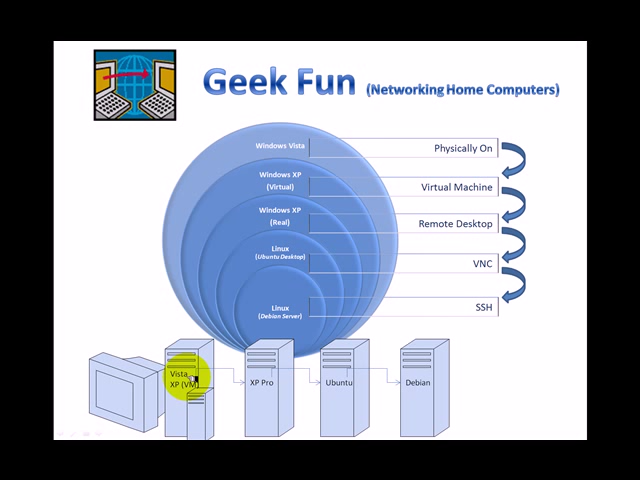 Geek Fun (Networking Home Computers)
Windows Vista
Physically On
Windows XP
(Virtual)
Virtual Machine
Windows XP
(Real)
Remote Desktop
Linux
(Ubuntu Desktop)
VNC
Linux
(Debian Server)
SSH
Vista
XP (VM)
XP Pro
Ubuntu
Debian